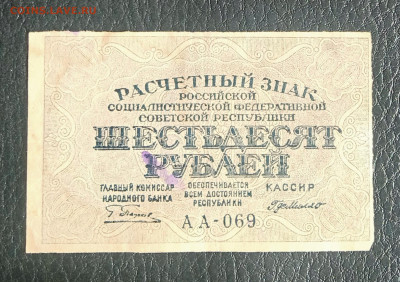 РАСЧЕТНЫЙ ЗНАК
РОССИЙСКОЙ
СОЦИАЛИСТИЧЕСКОЙ ФЕДЕРАТИВНОЙ
СОВЕТСКОЙ РЕСПУБЛИКИ
ШЕСТЬДЕСЯТ
РУБЛЕЙ
ГЛАВНЫЙ КОМИССАР
НАРОДНОГО БАНКА
ОБЕСПЕЧИВАЕТСЯ
ВСЕМ ДОСТОЯНИЕМ
РЕСПУБЛИКИ
КАССИР
АА-069